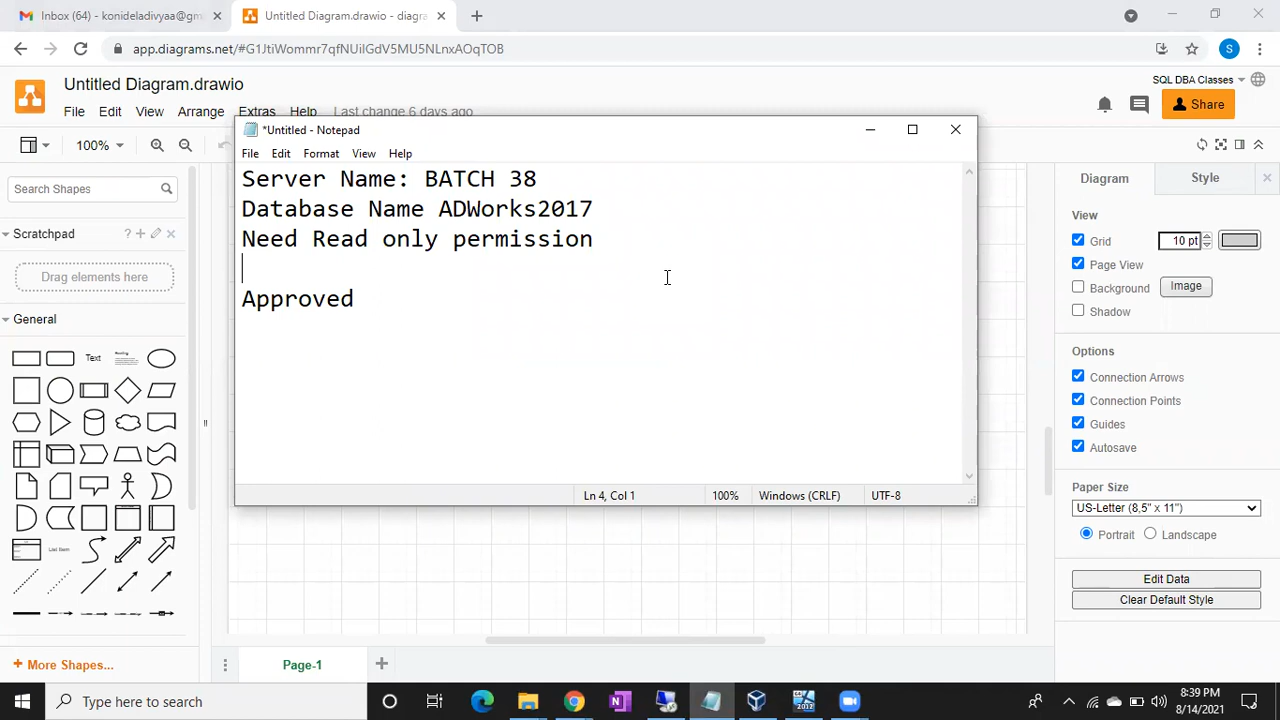 Inbox (64) - konideladivyaa@gm
Untitled Diagram.drawio - diagra
app.diagrams.net/#G1JtiWommr7qfNUiIGdV5MU5NLnxAOqTOB
S
Untitled Diagram.drawio
SQL DBA Classes
File Edit View Arrange Extras Help Last change 6 days ago
Share
100%
*Untitled - Notepad
File Edit Format View Help
Server Name: BATCH 38
Database Name ADWorks2017
Need Read only permission
Approved
Ln 4, Col 1 100% Windows (CRLF) UTF-8
Search Shapes
Scratchpad
?
Drag elements here
General
Text
Heading
List Item
More Shapes...
Diagram Style
View
Grid 10 pt
Page View
Background Image
Shadow
Options
Connection Arrows
Connection Points
Guides
Autosave
Paper Size
US-Letter (8,5" x 11")
Portrait Landscape
Edit Data
Clear Default Style
Page-1
Type here to search
2017
8:39 PM
8/14/2021